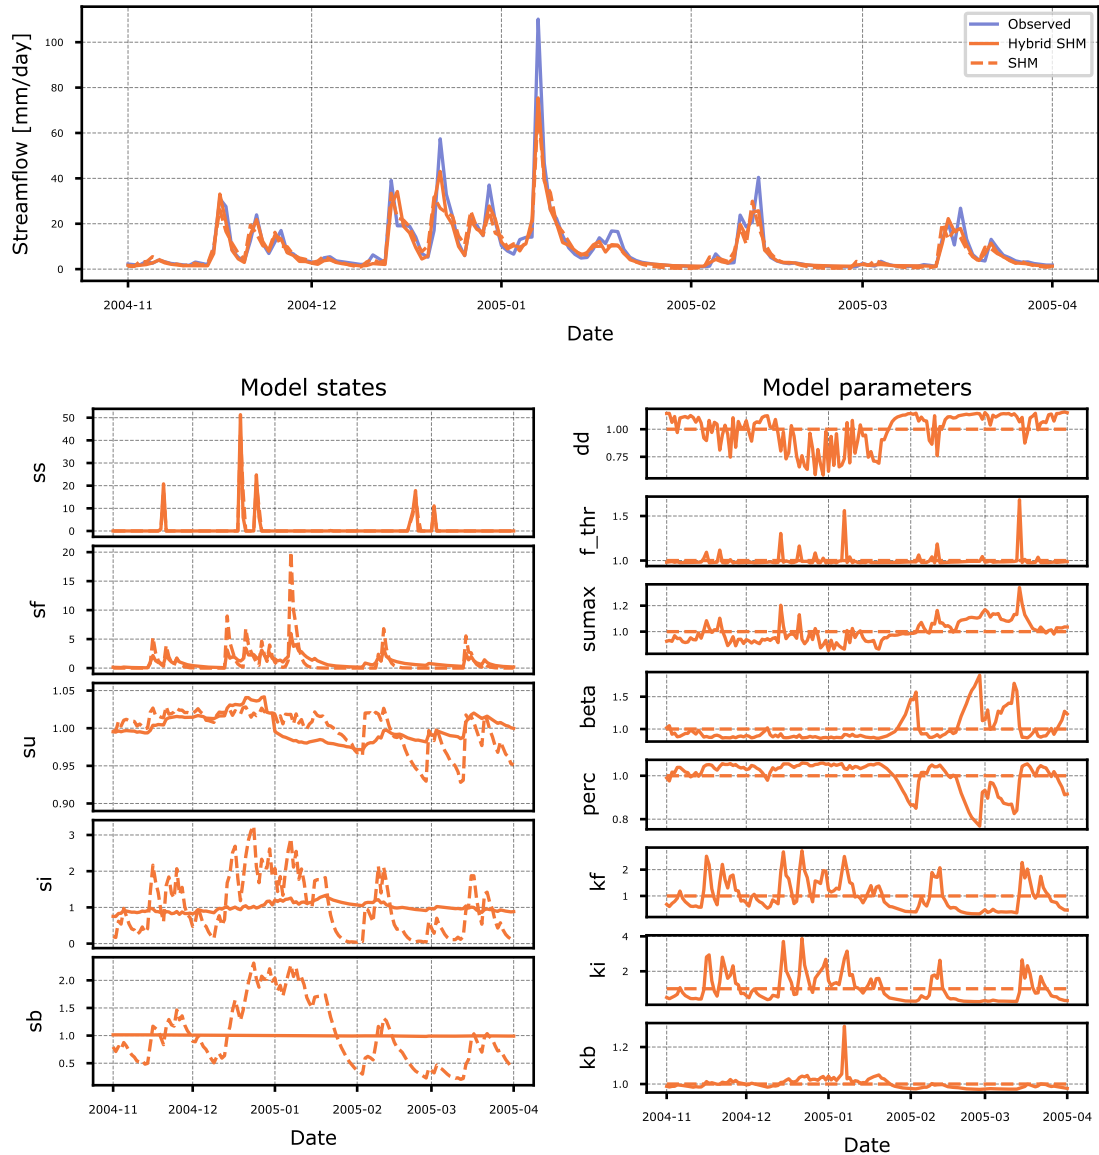 Streamflow [mm/day]
100
80
60
40
20
0
Observed
Hybrid SHM
SHM
2004-11 2004-12 2005-01 2005-02 2005-03 2005-04
Date
Model states
ss
50
40
30
20
10
0
sf
20
15
10
5
0
su
1.05
1.00
0.95
0.90
si
3
2
1
0
sb
2.0
1.5
1.0
0.5
2004-11 2004-12 2005-01 2005-02 2005-03 2005-04
Date
Model parameters
dd
1.00
0.75
f_thr
1.5
1.0
sumax
1.2
1.0
beta
1.5
1.0
perc
1.0
0.8
kf
2
1
ki
4
2
kb
1.2
1.0
2004-11 2004-12 2005-01 2005-02 2005-03 2005-04
Date